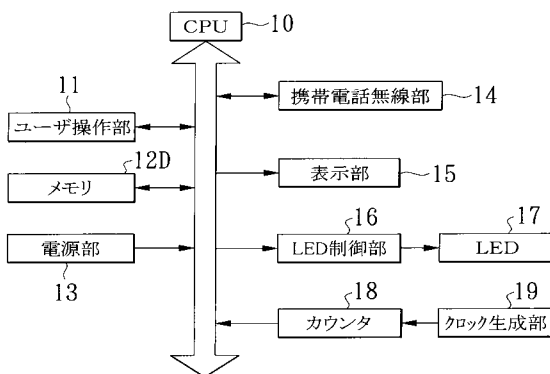 CPU
10
11
ユーザ操作部
携帯電話無線部
14
12D
メモリ
表示部
15
16
17
電源部
LED制御部
LED
13
18
19
カウンタ
クロック生成部